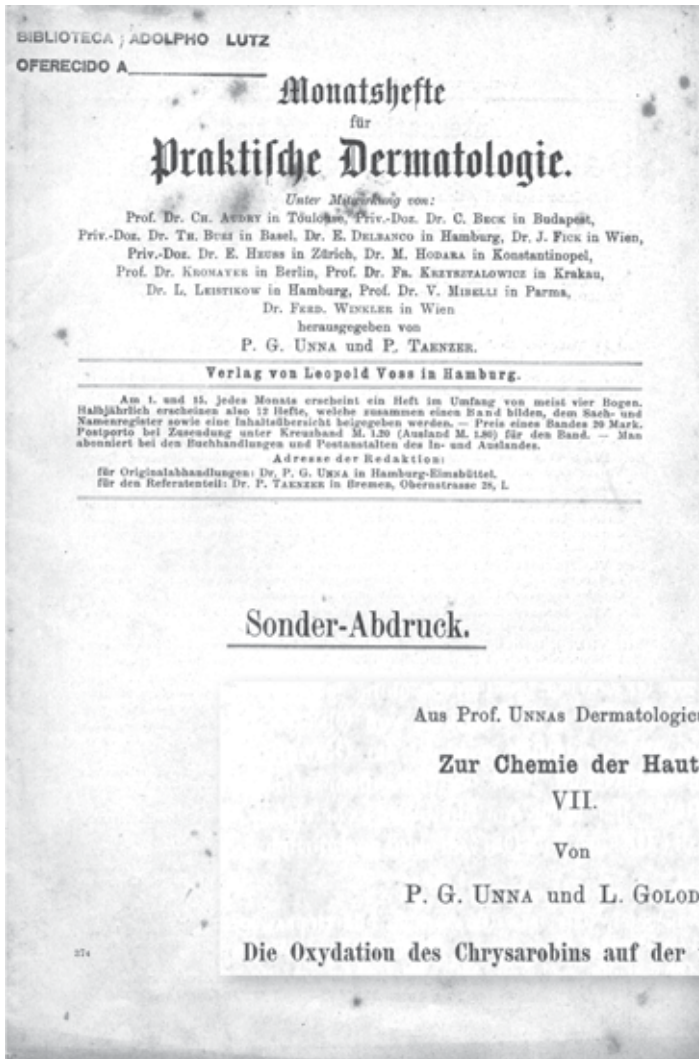 BIBLIOTECA ; ADOLPHO LUTZ
OFERECIDO A
Monatshefte
für
Praktische Dermatologie.
Unter Mitwirkung von:
Prof. Dr. CH. AUDRY in Toulouse, Priv.-Doz. Dr. C. BECK in Budapest,
Priv.-Doz. Dr. TH. BURI in Basel, Dr. E. DELBANCO in Hamburg, Dr. J. FICK in Wien,
Priv.-Doz. Dr. E. HEUSS in Zürich, Dr. M. HODARA in Konstantinopel,
Prof. Dr. KROMAYER in Berlin, Prof. Dr. FR. KRZYSZTALOWICZ in Krakau,
Dr. L. LEISTIKOW in Hamburg, Prof. Dr. V. MIBELLI in Parma,
Dr. FERD. WINKLER in Wien
herausgegeben von
P. G. UNNA und P. TAENZER.
Verlag von Leopold Voss in Hamburg.
Am 1. und 15. jedes Monats erscheint ein Heft im Umfang von meist vier Bogen.
Halbjährlich erscheinen also 12 Hefte, welche zusammen einen Band bilden, dem Sach- und
Namenregister sowie eine Inhaltsübersicht beigegeben werden. — Preis eines Bandes 20 Mark.
Postporto bei Zusendung unter Kreuzband M. 1.20 (Ausland M. 1.80) für den Band. — Man
abonniert bei den Buchhandlungen und Postanstalten des In- und Auslandes.
Adresse der Redaktion:
für Originalabhandlungen: Dr. P. G. UNNA in Hamburg-Eimsbüttel.
für den Referatenteil: Dr. P. TAENZER in Bremen, Obernstrasse 28, I.
Sonder-Abdruck.
Aus Prof. UNNAS Dermatologic
Zur Chemie der Haut
VII.
Von
P. G. UNNA und L. GOLOD
274
Die Oxydation des Chrysarobins auf der